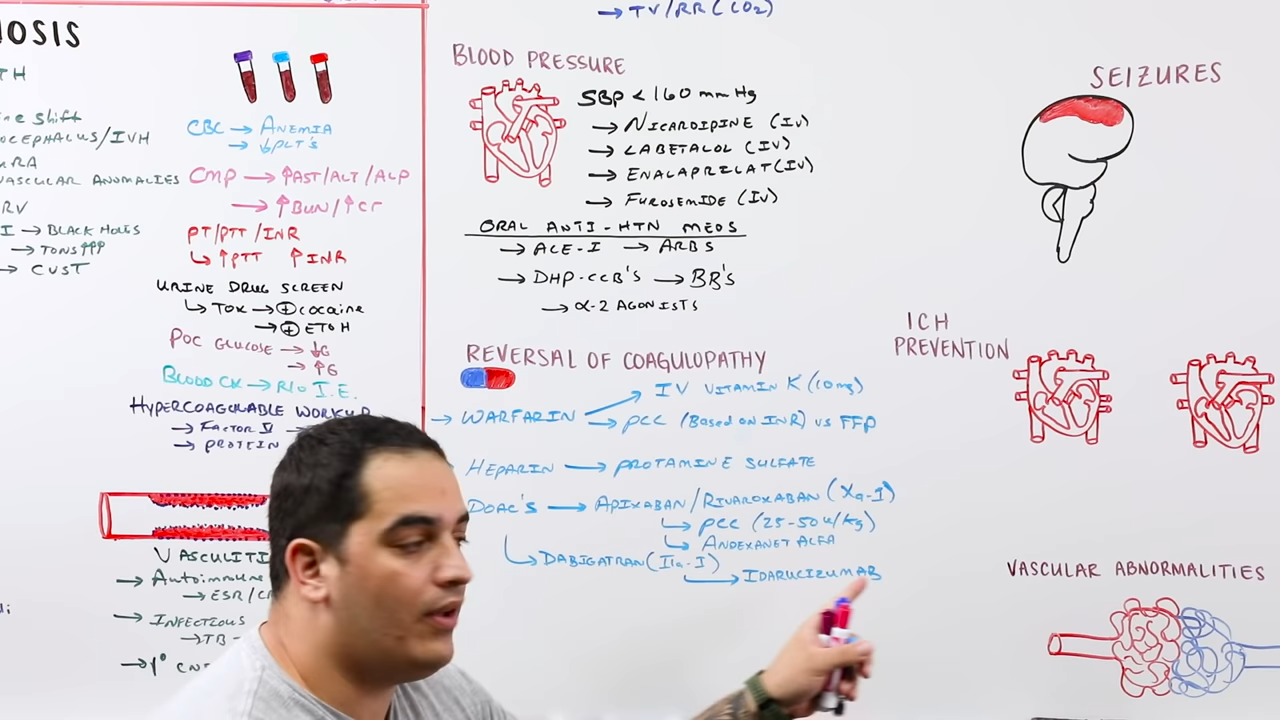 → TV/RR (CO₂)
OSIS
TH
ne shift
OCEPHALUS/IVH
RA
VASCULAR ANOMALIES
RV
I → BLACK HOLES
→ TONS↑↑↑
→ CVST
CBC → ANEMIA
→ ↓PLT'S
CMP → ↑AST/ALT/ALP
→ ↑BUN/↑Cr
PT/PTT/INR
↳ ↑PTT ↑INR
URINE DRUG SCREEN
↳ TOX → ⊕ cocaine
→ ⊕ ETOH
POC GLUCOSE → ↓G
→ ↑G
BLOOD CX → R/O I.E.
HYPERCOAGULABLE WORKUP
→ FACTOR V
→ PROTEIN
VASCULITI
→ Autoimmune
→ ESR/CR
→ INFECTIOUS
→ TB
→ 1° CN
BLOOD PRESSURE
SBP < 160 mmHg
→ NICARDIPINE (IV)
→ LABETALOL (IV)
→ ENALAPRILAT (IV)
→ FUROSEMIDE (IV)
ORAL ANTI-HTN MEDS
→ ACE-I → ARBS
→ DHP-CCB'S → BB'S
→ α-2 AGONISTS
REVERSAL OF COAGULOPATHY
→ IV VITAMIN K (10mg)
→ WARFARIN → PCC (Based on INR) vs FFP
HEPARIN → PROTAMINE SULFATE
DOAC'S → APIXABAN/RIVAROXABAN (Xa-I)
↳ PCC (25-50u/kg)
↳ ANDEXANET ALFA
↳ DABIGATRAN (IIa-I)
→ IDARUCIZUMAB
SEIZURES
ICH
PREVENTION
VASCULAR ABNORMALITIES